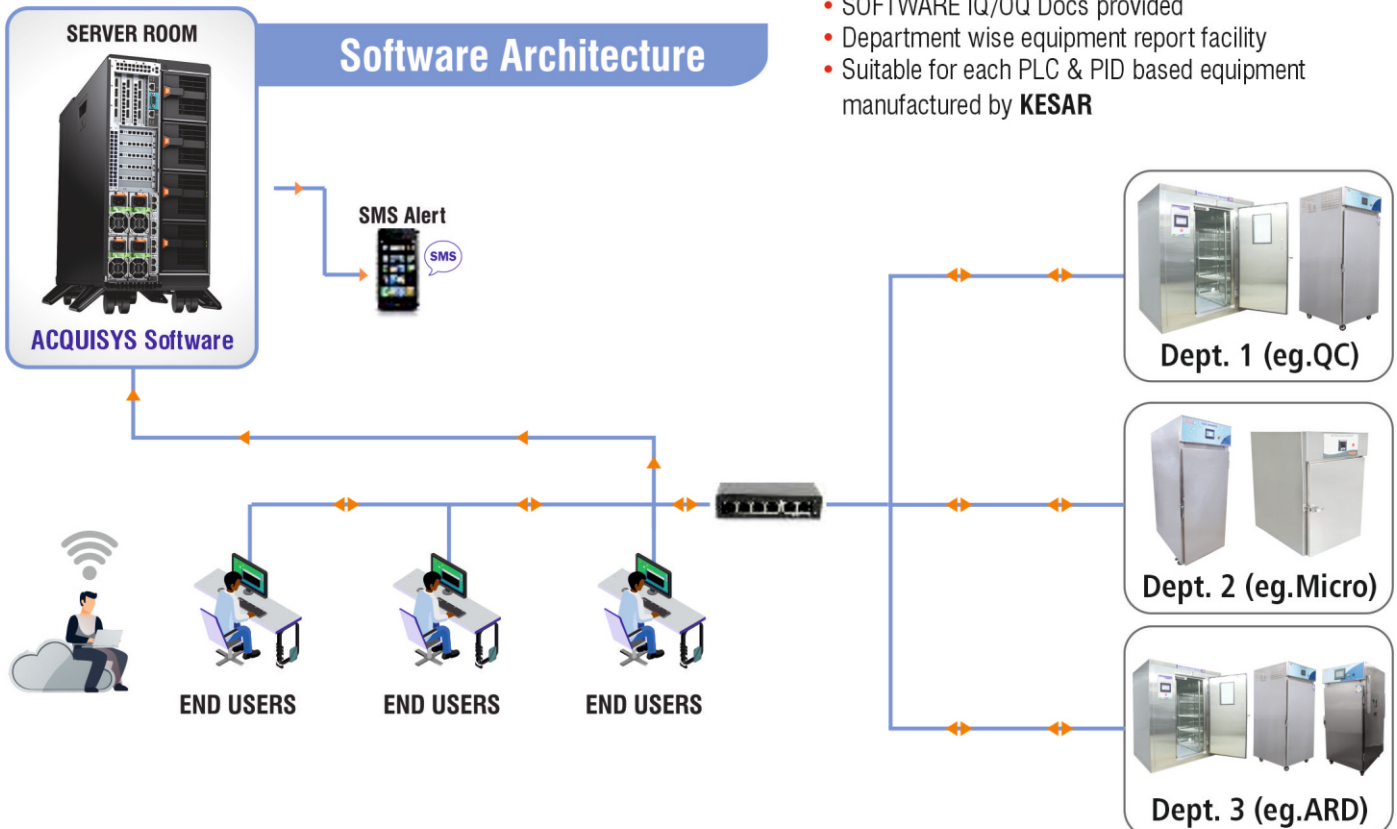 SERVER ROOM
Software Architecture
• SOFTWARE IQ/OQ Docs provided
• Department wise equipment report facility
• Suitable for each PLC & PID based equipment
manufactured by KESAR
SMS Alert
SMS
ACQUISYS Software
Dept. 1 (eg.QC)
Dept. 2 (eg.Micro)
END USERS
END USERS
END USERS
Dept. 3 (eg.ARD)